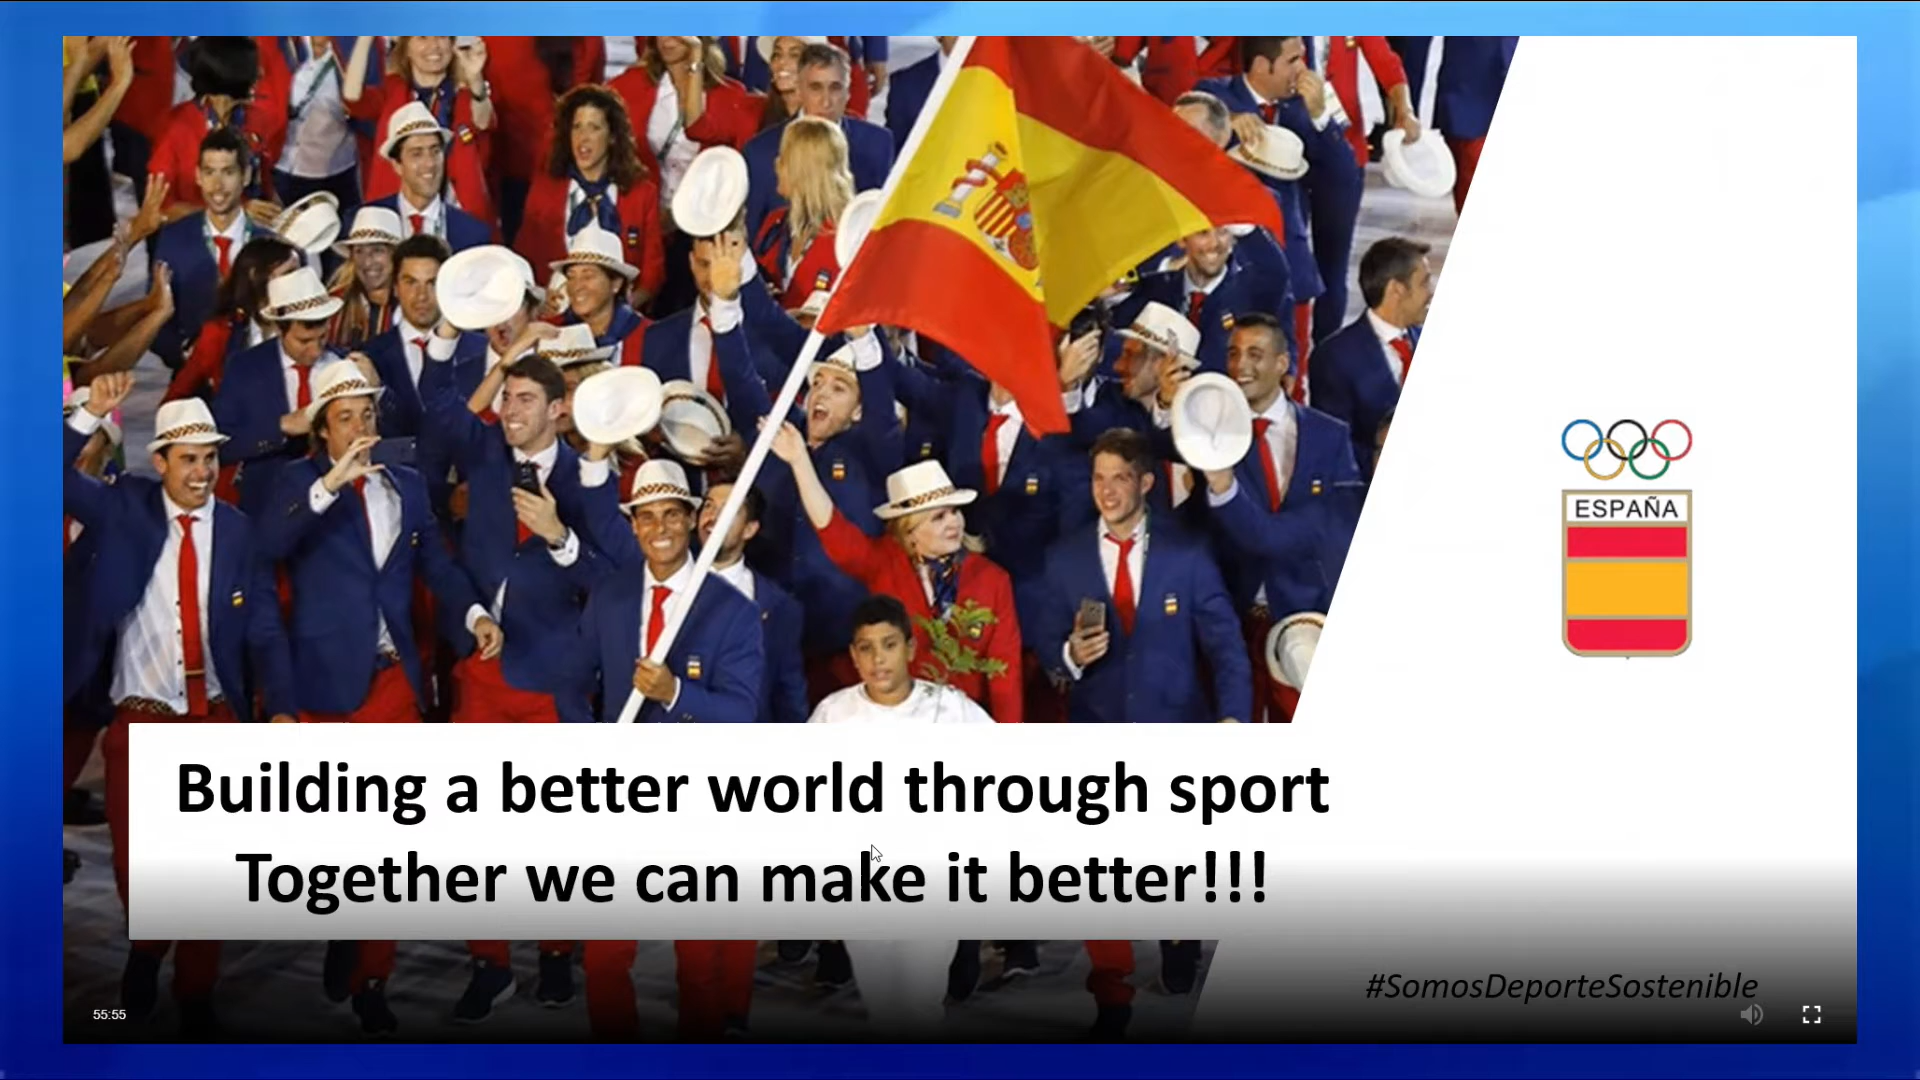 ESPAÑA
Building a better world through sport
Together we can make it better!!!
#SomosDeporteSostenible
55:55